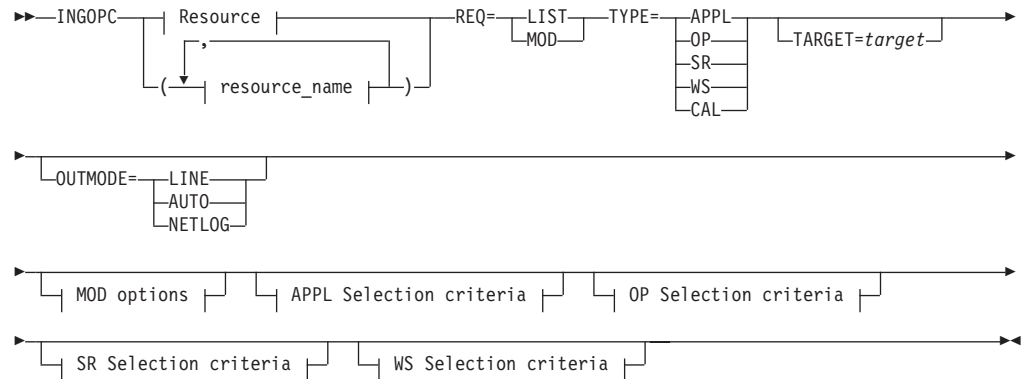 INGOPC Resource REQ= LIST TYPE= APPL
, MOD OP TARGET=target
( resource_name ) SR
WS
CAL
OUTMODE= LINE
AUTO
NETLOG
MOD options APPL Selection criteria OP Selection criteria
SR Selection criteria WS Selection criteria